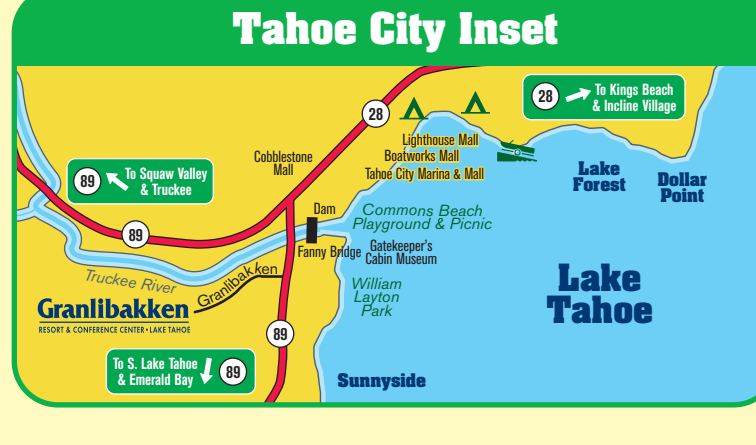 Tahoe City Inset
28
To Kings Beach
& Incline Village
28
Lighthouse Mall
Boatworks Mall
Tahoe City Marina & Mall
Cobblestone
Mall
Lake
Forest
Dollar
Point
89
To Squaw Valley
& Truckee
Dam
Commons Beach
Playground & Picnic
89
Fanny Bridge
Gatekeeper's
Cabin Museum
Truckee River
Granlibakken
William
Layton
Park
Lake
Tahoe
Granlibakken
RESORT & CONFERENCE CENTER • LAKE TAHOE
89
To S. Lake Tahoe
& Emerald Bay
89
Sunnyside